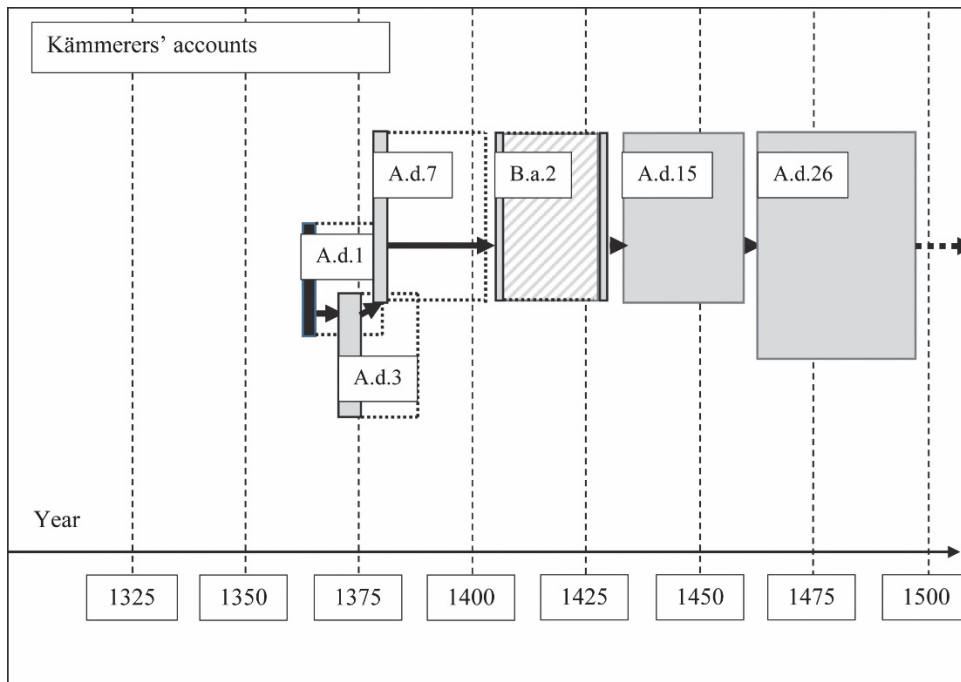 Kämmerers’ accounts
A.d.7
B.a.2
A.d.15
A.d.26
A.d.1
A.d.3
Year
1325
1350
1375
1400
1425
1450
1475
1500